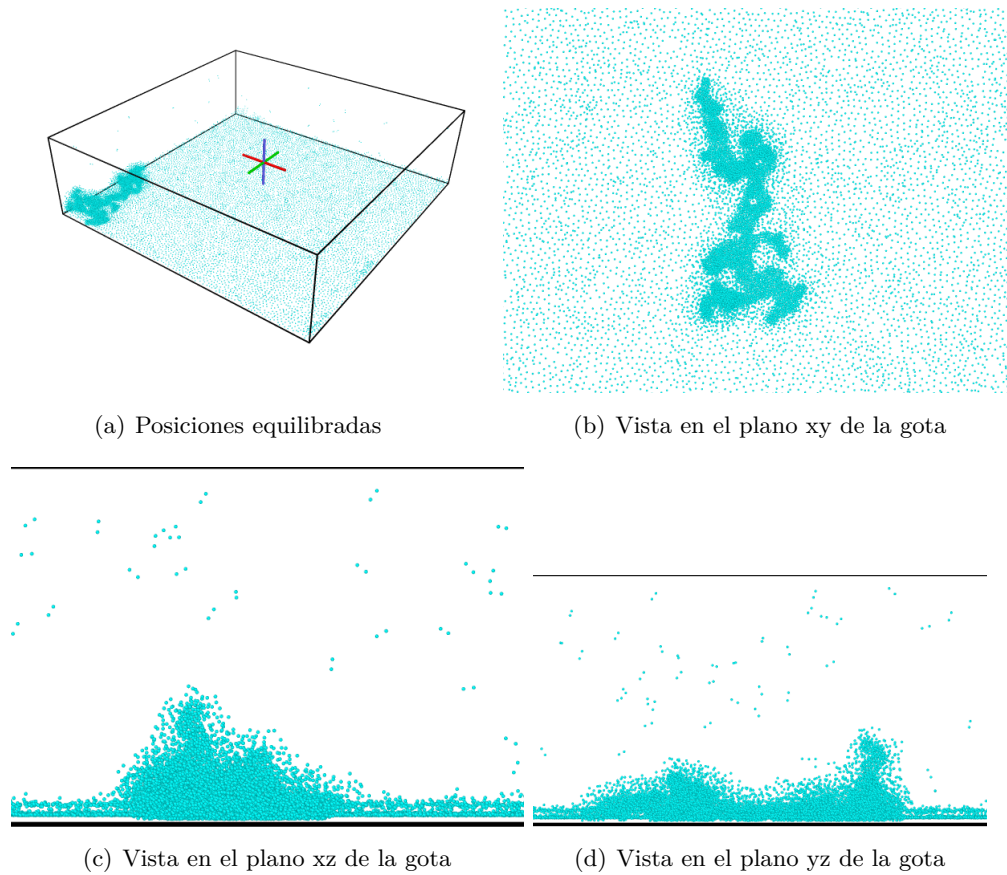 (a) Posiciones equilibradas
(b) Vista en el plano xy de la gota
(c) Vista en el plano xz de la gota
(d) Vista en el plano yz de la gota